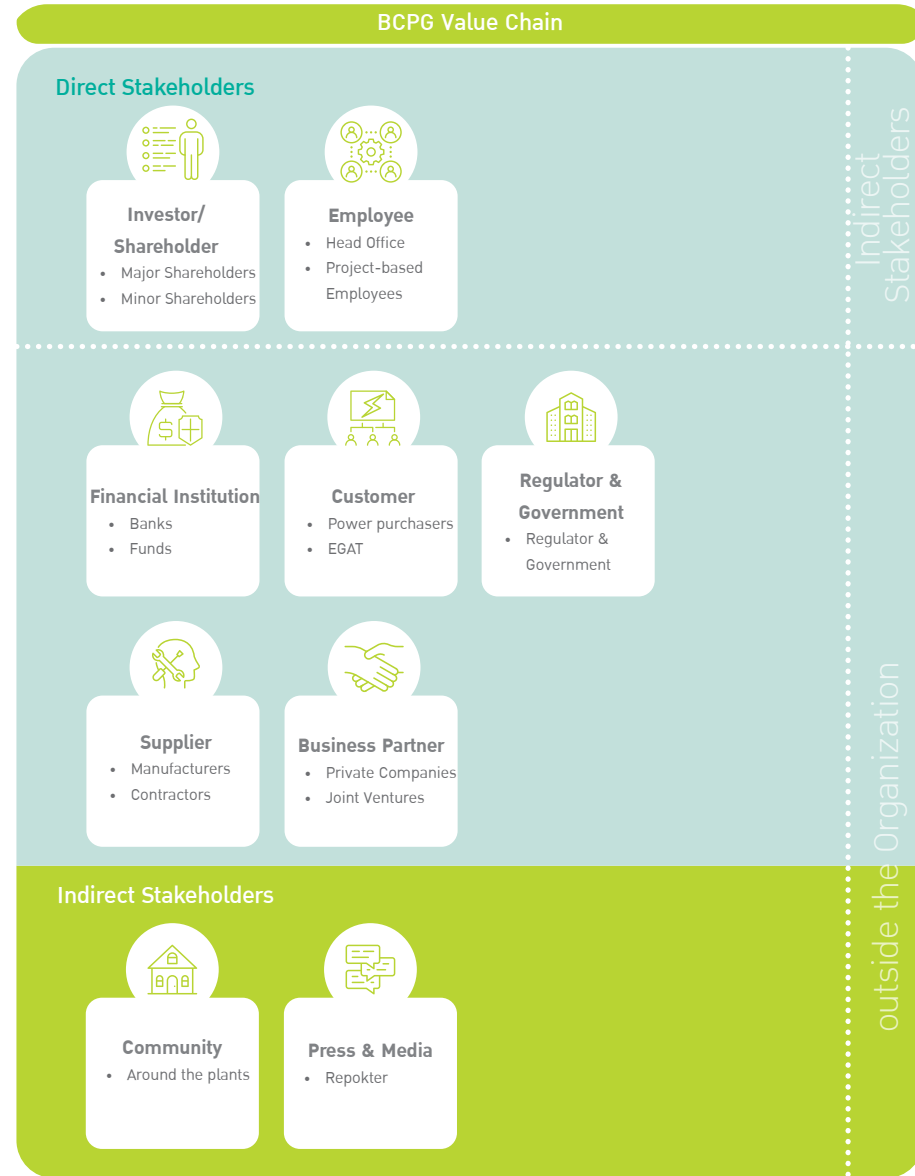 BCPG Value Chain
Direct Stakeholders
Investor/
Shareholder
• Major Shareholders
• Minor Shareholders
Employee
• Head Office
• Project-based
Employees
Indirect
Stakeholders
Financial Institution
• Banks
• Funds
Customer
• Power purchasers
• EGAT
Regulator &
Government
• Regulator &
Government
Supplier
• Manufacturers
• Contractors
Business Partner
• Private Companies
• Joint Ventures
outside the Organization
Indirect Stakeholders
Community
• Around the plants
Press & Media
• Repokter